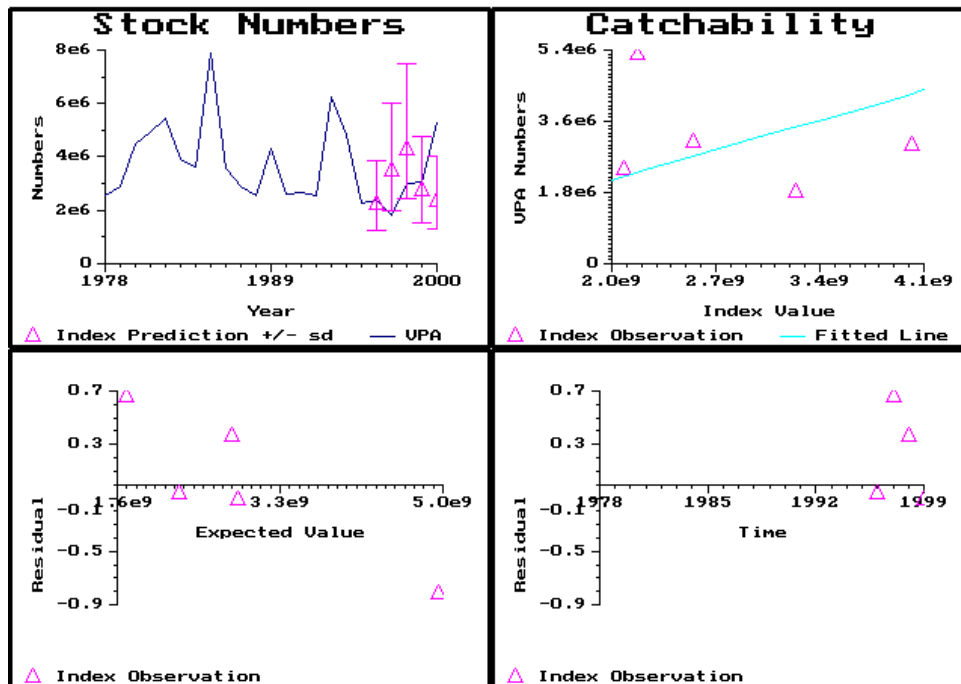 Stock Numbers
8e6
6e6
4e6
2e6
0
Numbers
1978 1989 2000
Year
Index Prediction +/- sd VPA
Catchability
5.4e6
3.6e6
1.8e6
0
VPA Numbers
2.0e9 2.7e9 3.4e9 4.1e9
Index Value
Index Observation Fitted Line
0.7
0.3
-0.1
-0.5
-0.9
Residual
1.6e9 3.3e9 5.0e9
Expected Value
Index Observation
0.7
0.3
-0.1
-0.5
-0.9
Residual
1978 1985 1992 1999
Time
Index Observation